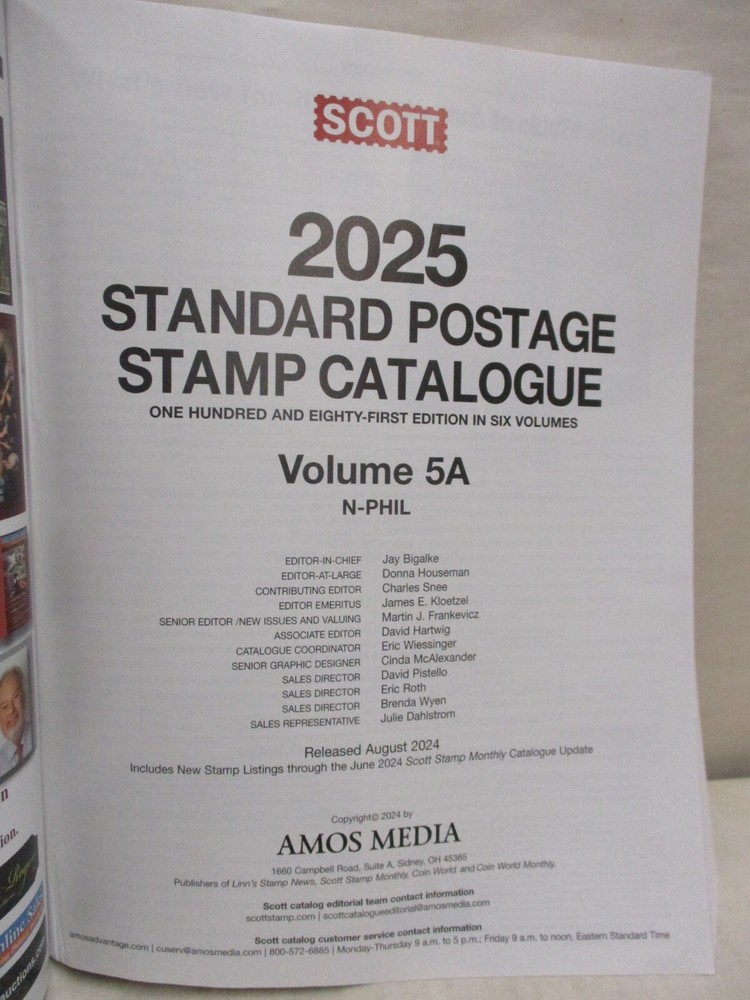 SCOTT
2025
STANDARD POSTAGE
STAMP CATALOGUE
ONE HUNDRED AND EIGHTY-FIRST EDITION IN SIX VOLUMES
Volume 5A
N-PHIL
EDITOR-IN-CHIEF Jay Bigalke
EDITOR-AT-LARGE Donna Houseman
CONTRIBUTING EDITOR Charles Snee
EDITOR EMERITUS James E. Kloetzel
SENIOR EDITOR /NEW ISSUES AND VALUING Martin J. Frankevicz
ASSOCIATE EDITOR David Hartwig
CATALOGUE COORDINATOR Eric Wiessinger
SENIOR GRAPHIC DESIGNER Cinda McAlexander
SALES DIRECTOR David Pistello
SALES DIRECTOR Eric Roth
SALES DIRECTOR Brenda Wyen
SALES REPRESENTATIVE Julie Dahlstrom
Released August 2024
Includes New Stamp Listings through the June 2024 Scott Stamp Monthly Catalogue Update
Copyright© 2024 by
AMOS MEDIA
1660 Campbell Road, Suite A, Sidney, OH 45365
Publishers of Linn's Stamp News, Scott Stamp Monthly, Coin World and Coin World Monthly.
Scott catalog editorial team contact information
scottstamp.com | scottcatalogueeditorial@amosmedia.com
Scott catalog customer service contact information
amosadvantage.com | cuserv@amosmedia.com | 800-572-6885 | Monday-Thursday 9 a.m. to 5 p.m.; Friday 9 a.m. to noon, Eastern Standard Time